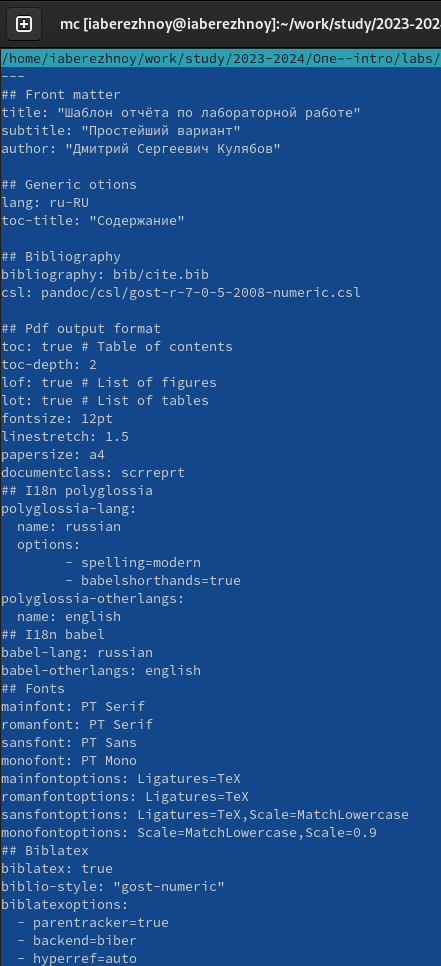 mc [iaberezhnoy@iaberezhnoy]:~/work/study/2023-202
/home/iaberezhnoy/work/study/2023-2024/Опе~-intro/labs/
---
## Front matter
title: "Шаблон отчёта по лабораторной работе"
subtitle: "Простейший вариант"
author: "Дмитрий Сергеевич Кулябов"

## Generic otions
lang: ru-RU
toc-title: "Содержание"

## Bibliography
bibliography: bib/cite.bib
csl: pandoc/csl/gost-r-7-0-5-2008-numeric.csl

## Pdf output format
toc: true # Table of contents
toc-depth: 2
lof: true # List of figures
lot: true # List of tables
fontsize: 12pt
linestretch: 1.5
papersize: a4
documentclass: scrreprt
## I18n polyglossia
polyglossia-lang:
  name: russian
  options:
        - spelling=modern
        - babelshorthands=true
polyglossia-otherlangs:
  name: english
## I18n babel
babel-lang: russian
babel-otherlangs: english
## Fonts
mainfont: PT Serif
romanfont: PT Serif
sansfont: PT Sans
monofont: PT Mono
mainfontoptions: Ligatures=TeX
romanfontoptions: Ligatures=TeX
sansfontoptions: Ligatures=TeX,Scale=MatchLowercase
monofontoptions: Scale=MatchLowercase,Scale=0.9
## Biblatex
biblatex: true
biblio-style: "gost-numeric"
biblatexoptions:
  - parentracker=true
  - backend=biber
  - hyperref=auto